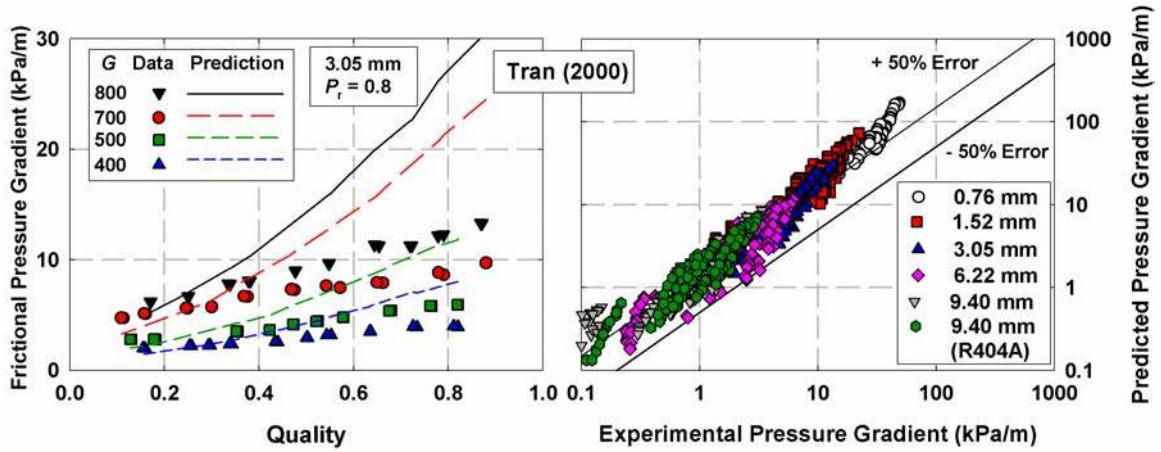 Frictional Pressure Gradient (kPa/m)
30
20
10
0
G Data Prediction
800
700
500
400
3.05 mm
Pr = 0.8
Tran (2000)
0.0 0.2 0.4 0.6 0.8 1.0
Quality
+ 50% Error
- 50% Error
0.76 mm
1.52 mm
3.05 mm
6.22 mm
9.40 mm
9.40 mm
(R404A)
0.1 1 10 100 1000
Experimental Pressure Gradient (kPa/m)
1000
100
10
1
0.1
Predicted Pressure Gradient (kPa/m)